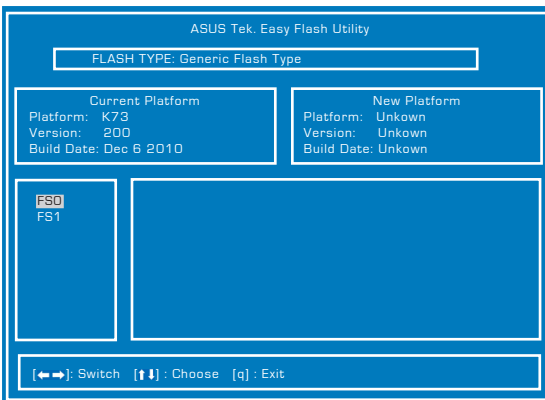 ASUS Tek. Easy Flash Utility
FLASH TYPE: Generic Flash Type
Current Platform
Platform: K73
Version: 200
Build Date: Dec 6 2010
New Platform
Platform: Unkown
Version: Unkown
Build Date: Unkown
FS0
FS1
[←→]: Switch [↑↓] : Choose [q] : Exit